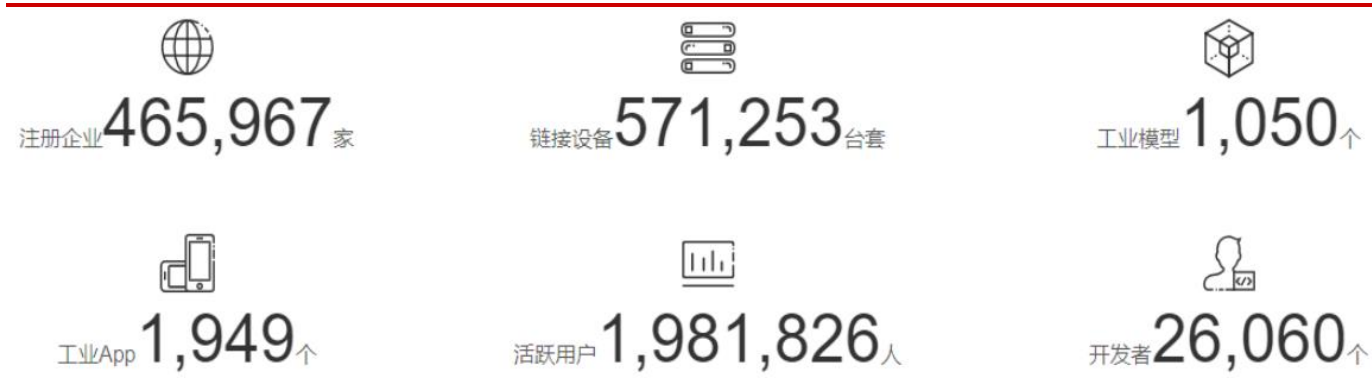 注册企业465,967家 链接设备571,253台套 工业模型1,050个
工业App 1,949个 活跃用户1,981,826人 开发者26,060个